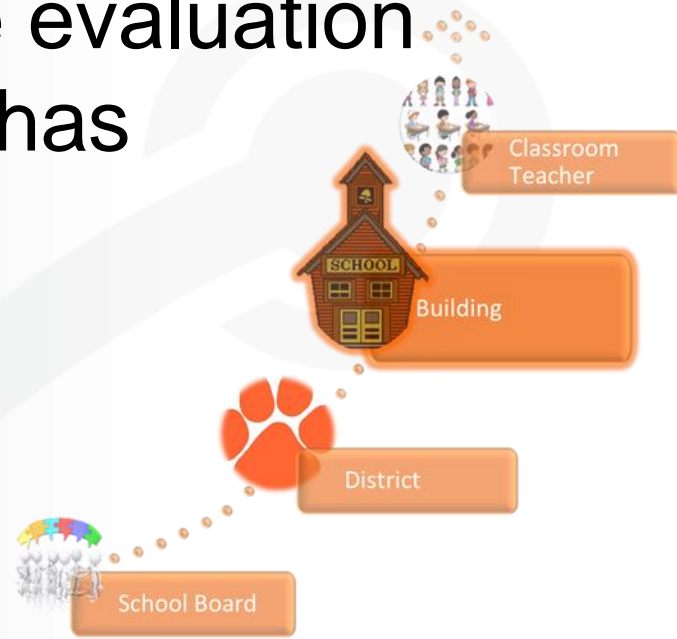 evaluation
has
Classroom
Teacher
SCHOOL
Building
District
School Board